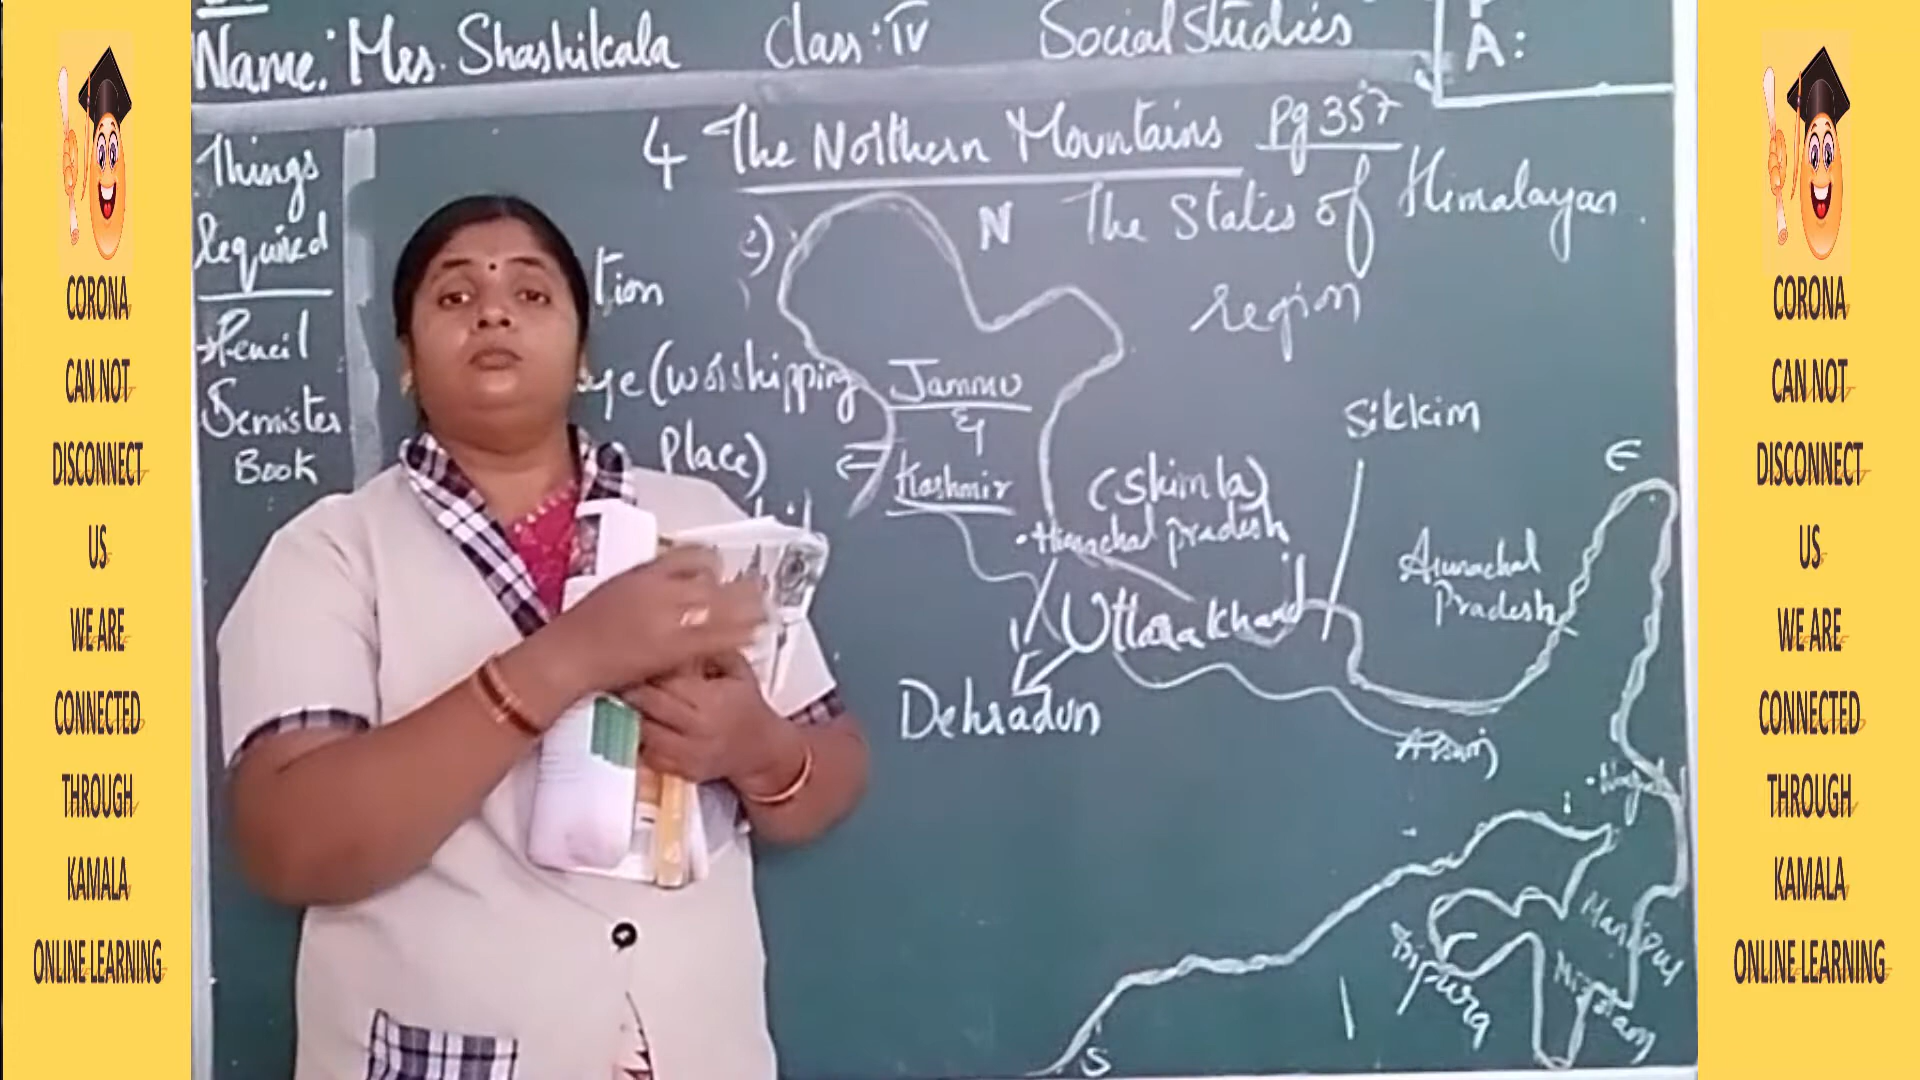 Name: Mrs. Shashikala Class: IV Social Studies
A:
Things
Required
→ Pencil
Semister
Book
4 The Northern Mountains Pg 357
The States of Himalayan
region
N
e)
tion
(worshipping
Place)
Jammu
&
Kashmir
(Shimla)
Himachal pradesh
Uttarakhand
Dehradun
Sikkim
Arunachal
Pradesh
E
Assam
Manipur
Tripura
Mizoram
S
CORONA
CAN NOT
DISCONNECT
US
WE ARE
CONNECTED
THROUGH
KAMALA
ONLINE LEARNING
CORONA
CAN NOT
DISCONNECT
US
WE ARE
CONNECTED
THROUGH
KAMALA
ONLINE LEARNING